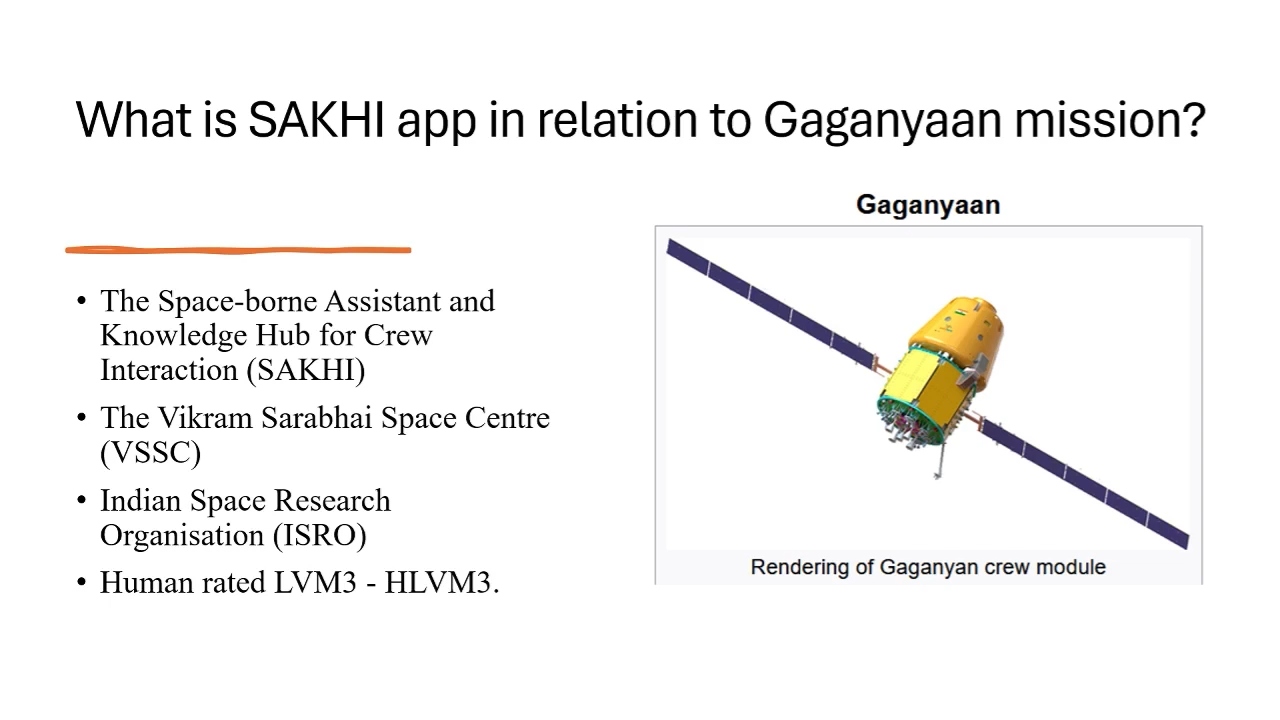 What is SAKHI app in relation to Gaganyaan mission?
• The Space-borne Assistant and
Knowledge Hub for Crew
Interaction (SAKHI)
• The Vikram Sarabhai Space Centre
(VSSC)
• Indian Space Research
Organisation (ISRO)
• Human rated LVM3 - HLVM3.
Gaganyaan
Rendering of Gaganyan crew module